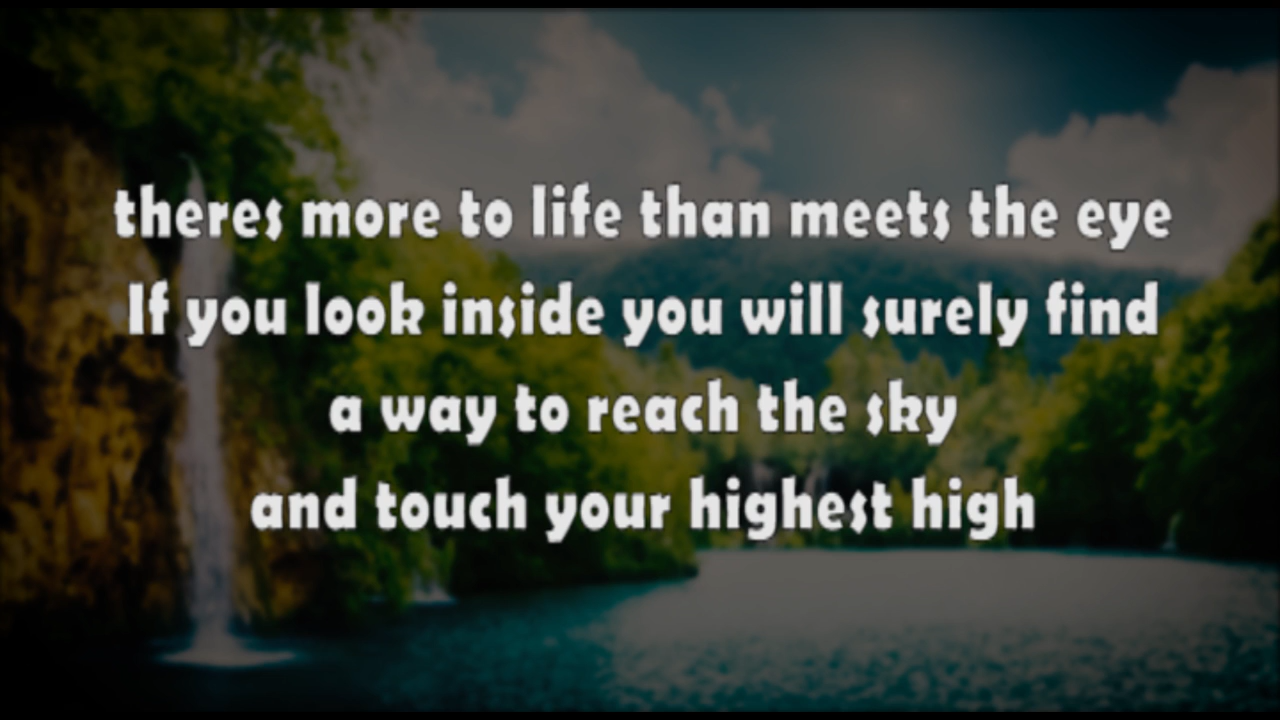 theres more to life than meets the eye
If you look inside you will surely find
a way to reach the sky
and touch your highest high